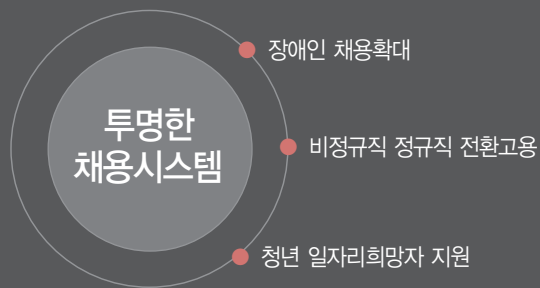 투명한
채용시스템
장애인 채용확대
비정규직 정규직 전환고용
청년 일자리희망자 지원